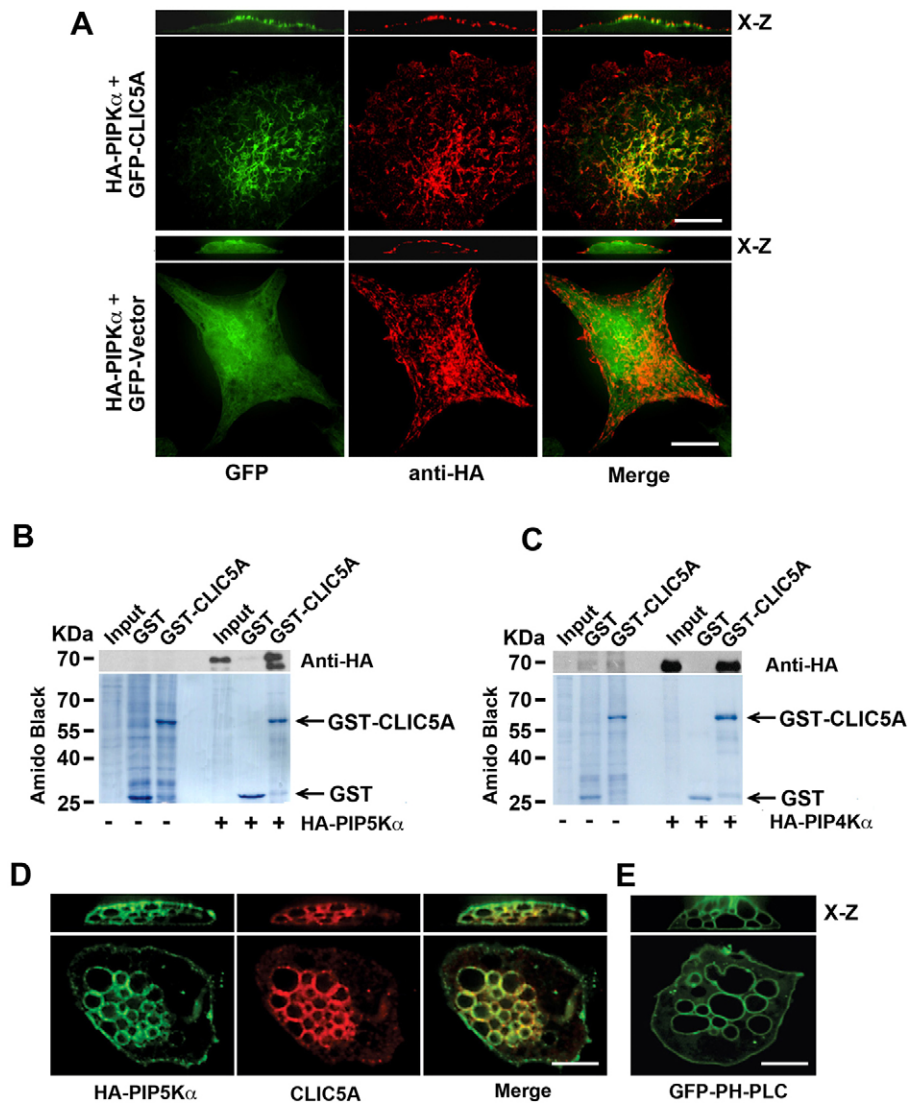 A
X-Z
HA-PIPKα +
GFP-CLIC5A
X-Z
HA-PIPKα +
GFP-Vector
GFP
anti-HA
Merge
B
Input
GST
GST-CLIC5A
Input
GST
GST-CLIC5A
KDa
70
Anti-HA
70
55
40
25
Amido Black
GST-CLIC5A
GST
- - - + + +
HA-PIP5Kα
C
Input
GST
GST-CLIC5A
Input
GST
GST-CLIC5A
KDa
70
Anti-HA
70
55
40
25
Amido Black
GST-CLIC5A
GST
- - - + + +
HA-PIP4Kα
D
HA-PIP5Kα
CLIC5A
Merge
E
X-Z
GFP-PH-PLC